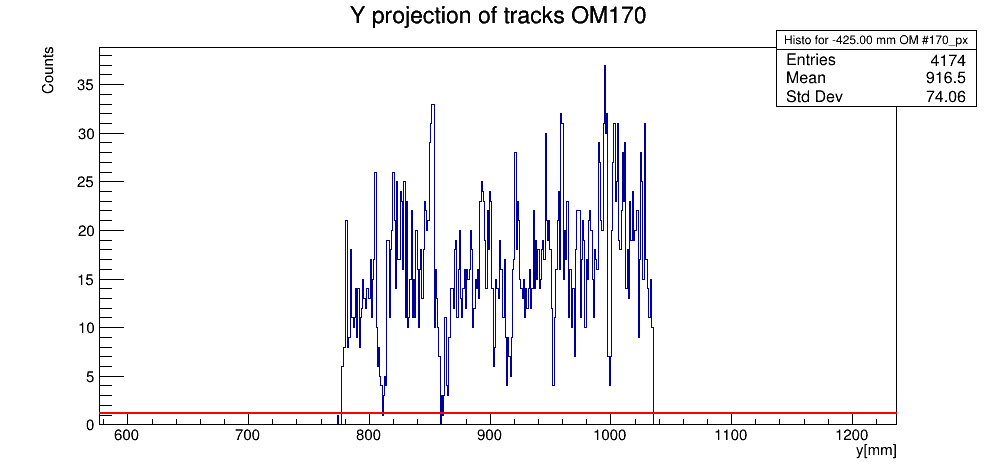 Y projection of tracks OM170
Histo for -425.00 mm OM #170_px
Entries 4174
Mean 916.5
Std Dev 74.06
Counts
35
30
25
20
15
10
5
0
600 700 800 900 1000 1100 1200
y[mm]